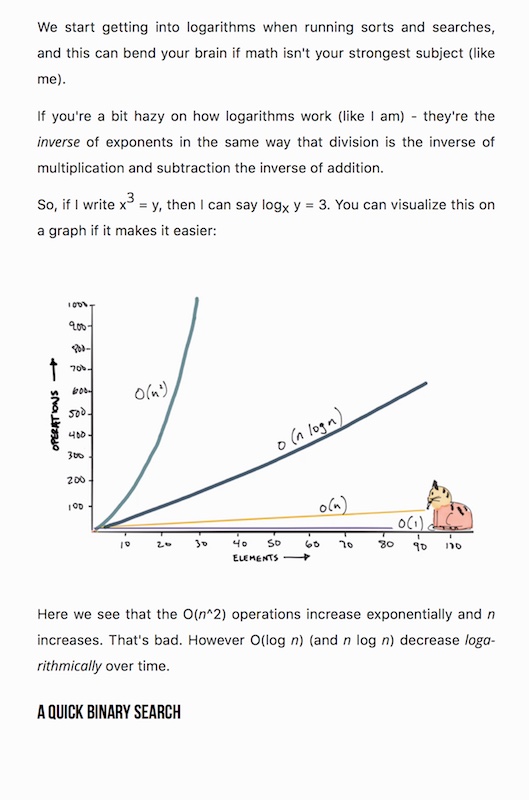 We start getting into logarithms when running sorts and searches,
and this can bend your brain if math isn't your strongest subject (like
me).
If you're a bit hazy on how logarithms work (like I am) - they're the
inverse of exponents in the same way that division is the inverse of
multiplication and subtraction the inverse of addition.
So, if I write x³ = y, then I can say logₓ y = 3. You can visualize this on
a graph if it makes it easier:
1000
900
800
700
600
500
400
300
200
100
OPERATIONS
O(n²)
O(n log n)
O(n)
O(1)
10 20 30 40 50 60 70 80 90 100
ELEMENTS
Here we see that the O(n^2) operations increase exponentially and n
increases. That's bad. However O(log n) (and n log n) decrease loga-
rithmically over time.
A QUICK BINARY SEARCH